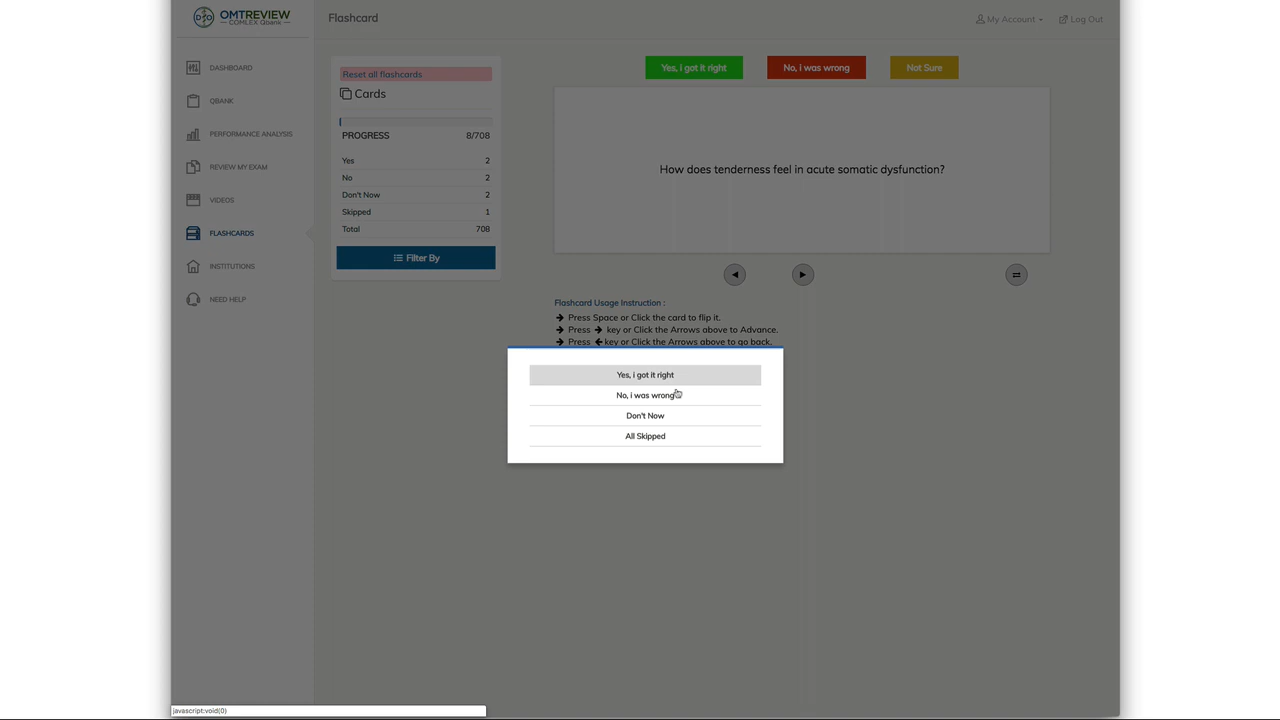 OMTREVIEW
COMLEX Qbank
Flashcard
My Account
Log Out
DASHBOARD
QBANK
PERFORMANCE ANALYSIS
REVIEW MY EXAM
VIDEOS
FLASHCARDS
INSTITUTIONS
NEED HELP
Reset all flashcards
Cards
PROGRESS 8/708
Yes 2
No 2
Don't Now 2
Skipped 1
Total 708
Filter By
Yes, i got it right
No, i was wrong
Not Sure
How does tenderness feel in acute somatic dysfunction?
Flashcard Usage Instruction :
Press Space or Click the card to flip it.
Press → key or Click the Arrows above to Advance.
Press ← key or Click the Arrows above to go back.
Yes, i got it right
No, i was wrong
Don't Now
All Skipped
javascript:void(0)